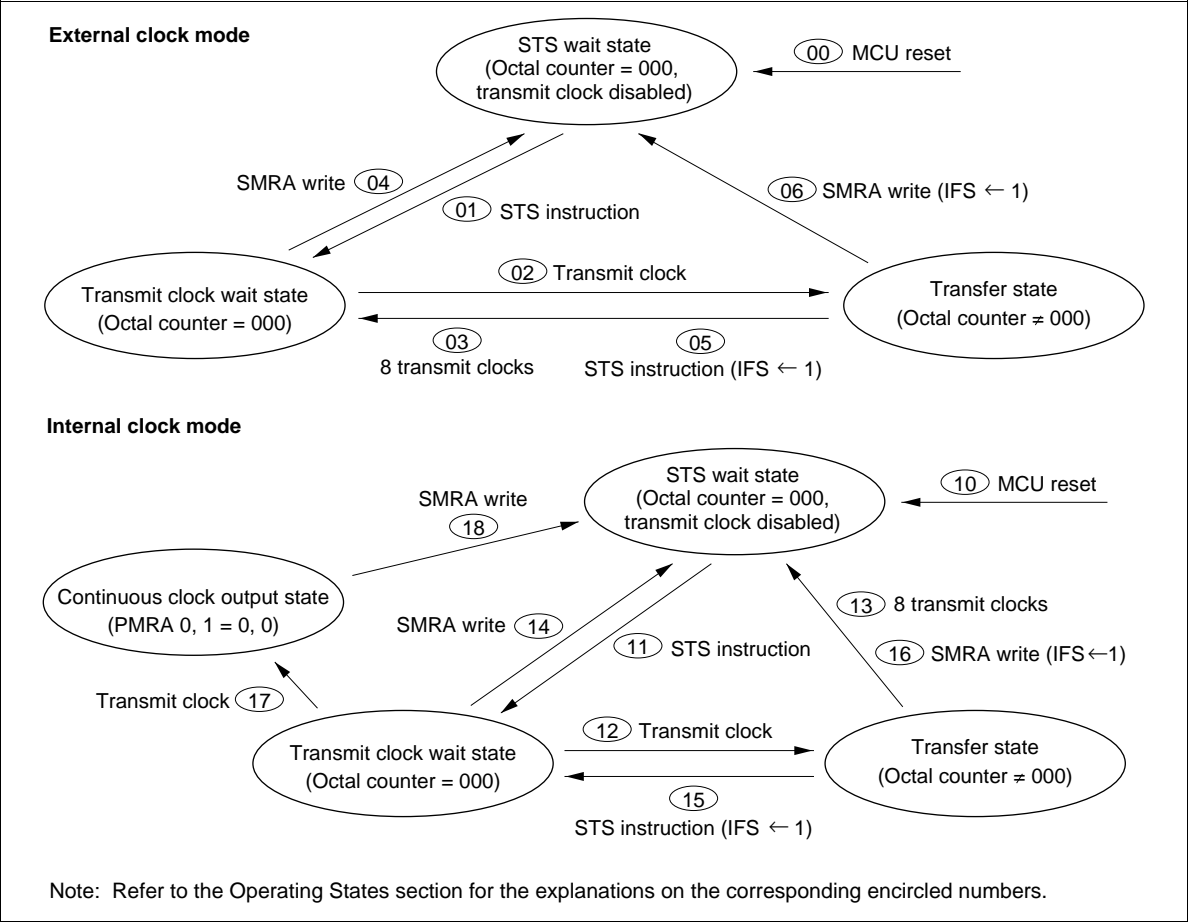 External clock mode
STS wait state
(Octal counter = 000,
transmit clock disabled)
00 MCU reset
SMRA write 04
01 STS instruction
06 SMRA write (IFS ← 1)
Transmit clock wait state
(Octal counter = 000)
02 Transmit clock
Transfer state
(Octal counter ≠ 000)
03
8 transmit clocks
05
STS instruction (IFS ← 1)
Internal clock mode
STS wait state
(Octal counter = 000,
transmit clock disabled)
10 MCU reset
SMRA write
18
Continuous clock output state
(PMRA 0, 1 = 0, 0)
SMRA write 14
11 STS instruction
13 8 transmit clocks
16 SMRA write (IFS←1)
Transmit clock 17
Transmit clock wait state
(Octal counter = 000)
12 Transmit clock
Transfer state
(Octal counter ≠ 000)
15
STS instruction (IFS ← 1)
Note: Refer to the Operating States section for the explanations on the corresponding encircled numbers.